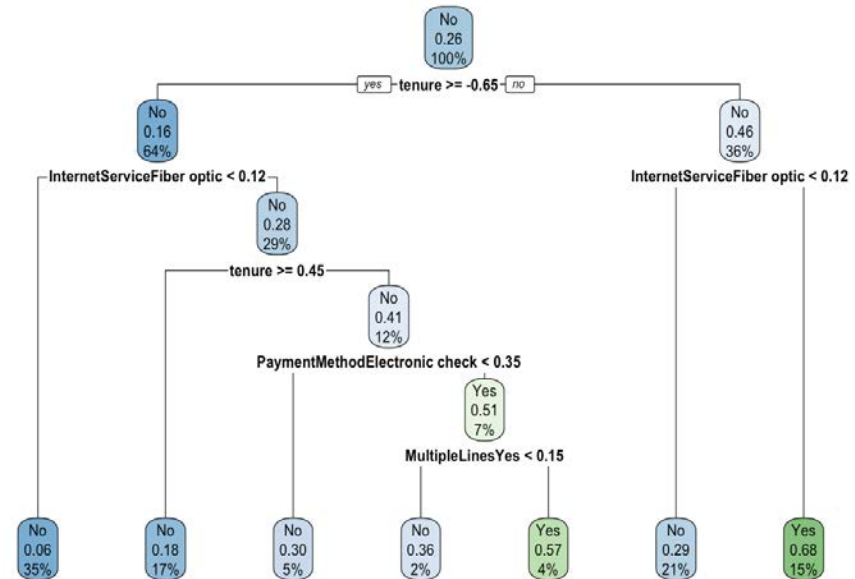 No
0.26
100%
yes tenure >= -0.65 no
No
0.16
64%
No
0.46
36%
InternetServiceFiber optic < 0.12
InternetServiceFiber optic < 0.12
No
0.28
29%
tenure >= 0.45
No
0.41
12%
PaymentMethodElectronic check < 0.35
Yes
0.51
7%
MultipleLinesYes < 0.15
No
0.06
35%
No
0.18
17%
No
0.30
5%
No
0.36
2%
Yes
0.57
4%
No
0.29
21%
Yes
0.68
15%